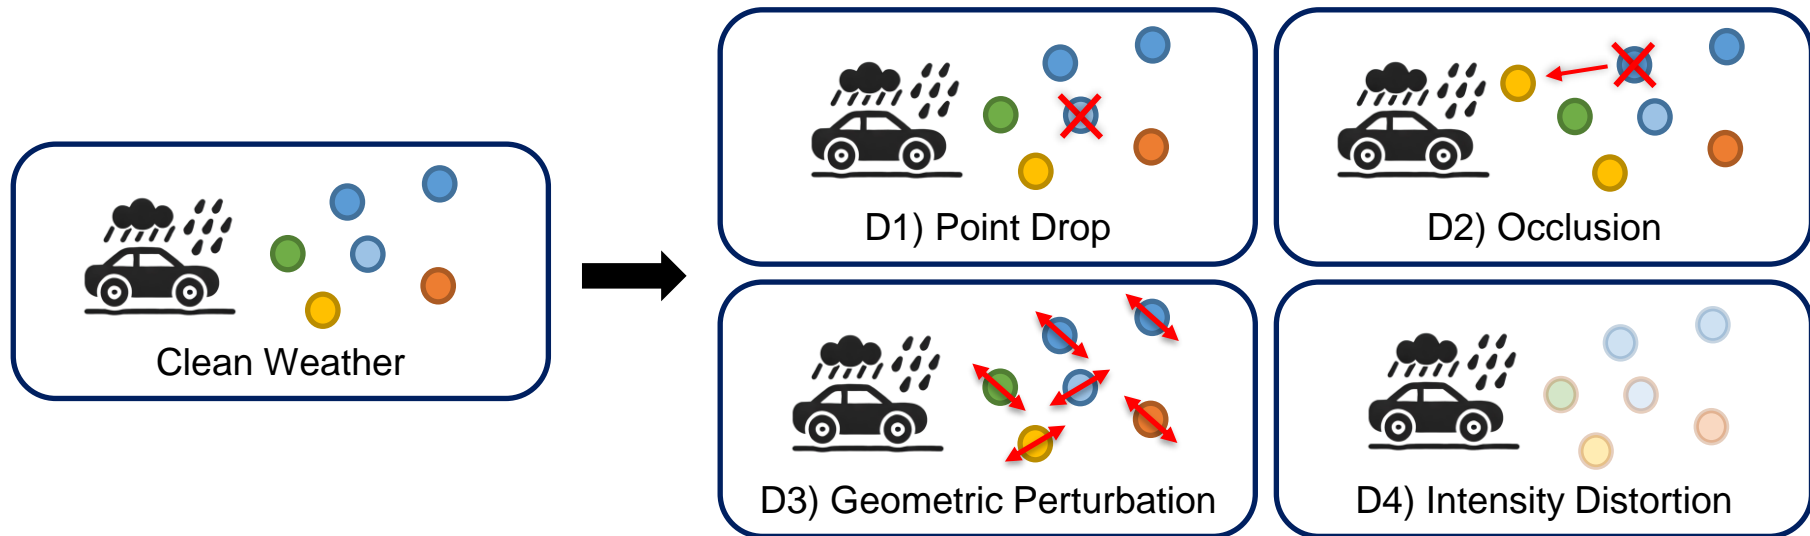 Clean Weather
D1) Point Drop
D2) Occlusion
D3) Geometric Perturbation
D4) Intensity Distortion